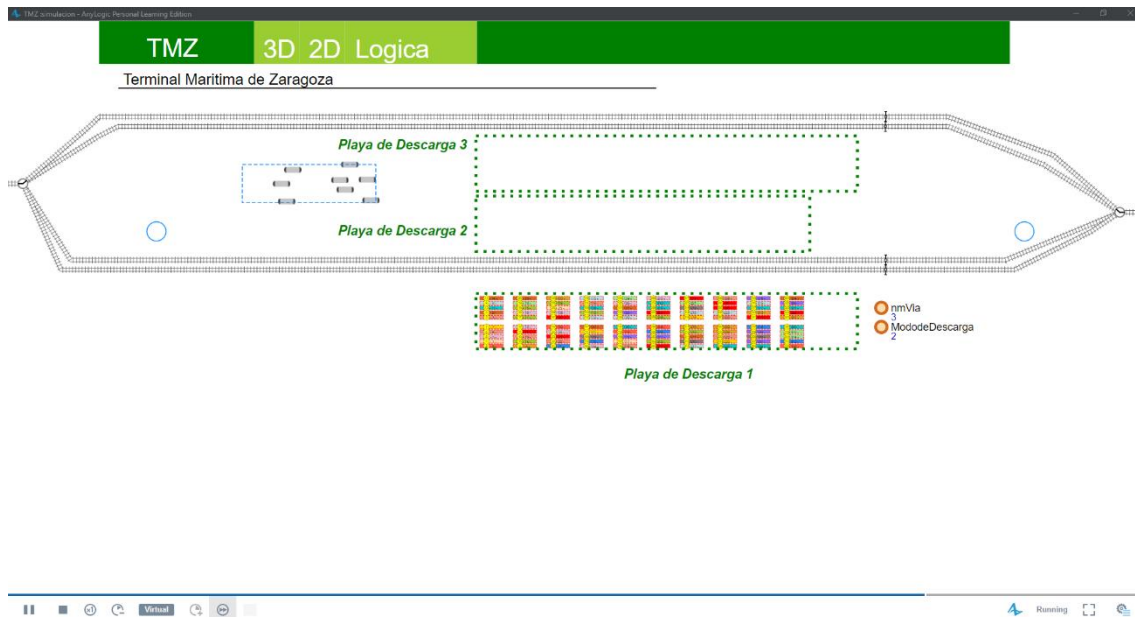 TMZ simulacion - AnyLogic Personal Learning Edition
TMZ 3D 2D Logica
Terminal Maritima de Zaragoza
Playa de Descarga 3
Playa de Descarga 2
nmVIa
3
MododeDescarga
2
Playa de Descarga 1
x1
Virtual
Running